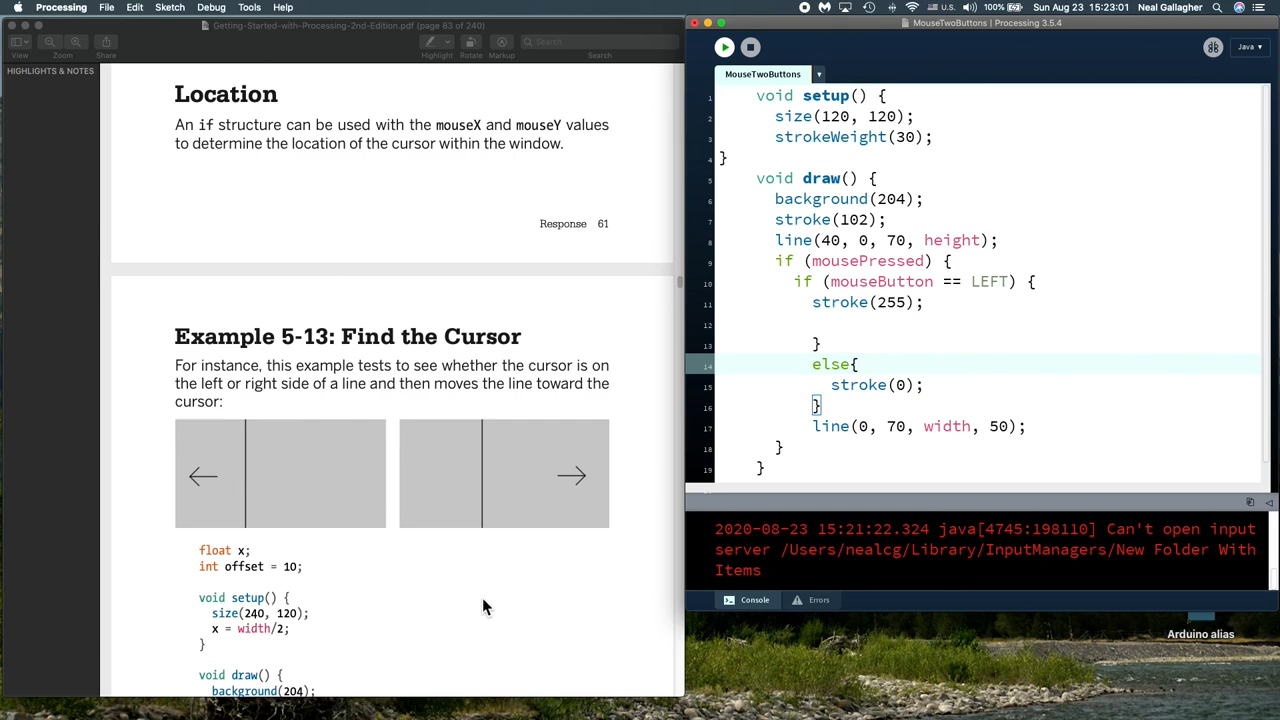 Processing File Edit Sketch Debug Tools Help
100% U.S. Sun Aug 23 15:23:01 Neal Gallagher
Getting-Started-with-Processing-2nd-Edition.pdf (page 83 of 240)
View Zoom Share Highlight Rotate Markup Search
Search
HIGHLIGHTS & NOTES
Location
An if structure can be used with the mouseX and mouseY values
to determine the location of the cursor within the window.
Response 61
Example 5-13: Find the Cursor
For instance, this example tests to see whether the cursor is on
the left or right side of a line and then moves the line toward the
cursor:
float x;
int offset = 10;
void setup() {
size(240, 120);
x = width/2;
}
void draw() {
background(204);
MouseTwoButtons | Processing 3.5.4
Java
MouseTwoButtons
1 void setup() {
2 size(120, 120);
3 strokeWeight(30);
4 }
5 void draw() {
6 background(204);
7 stroke(102);
8 line(40, 0, 70, height);
9 if (mousePressed) {
10 if (mouseButton == LEFT) {
11 stroke(255);
12
13 }
14 else{
15 stroke(0);
16 }
17 line(0, 70, width, 50);
18 }
19 }
2020-08-23 15:21:22.324 java[4745:198110] Can't open input
server /Users/nealcg/Library/InputManagers/New Folder With
Items
Console Errors
Arduino alias